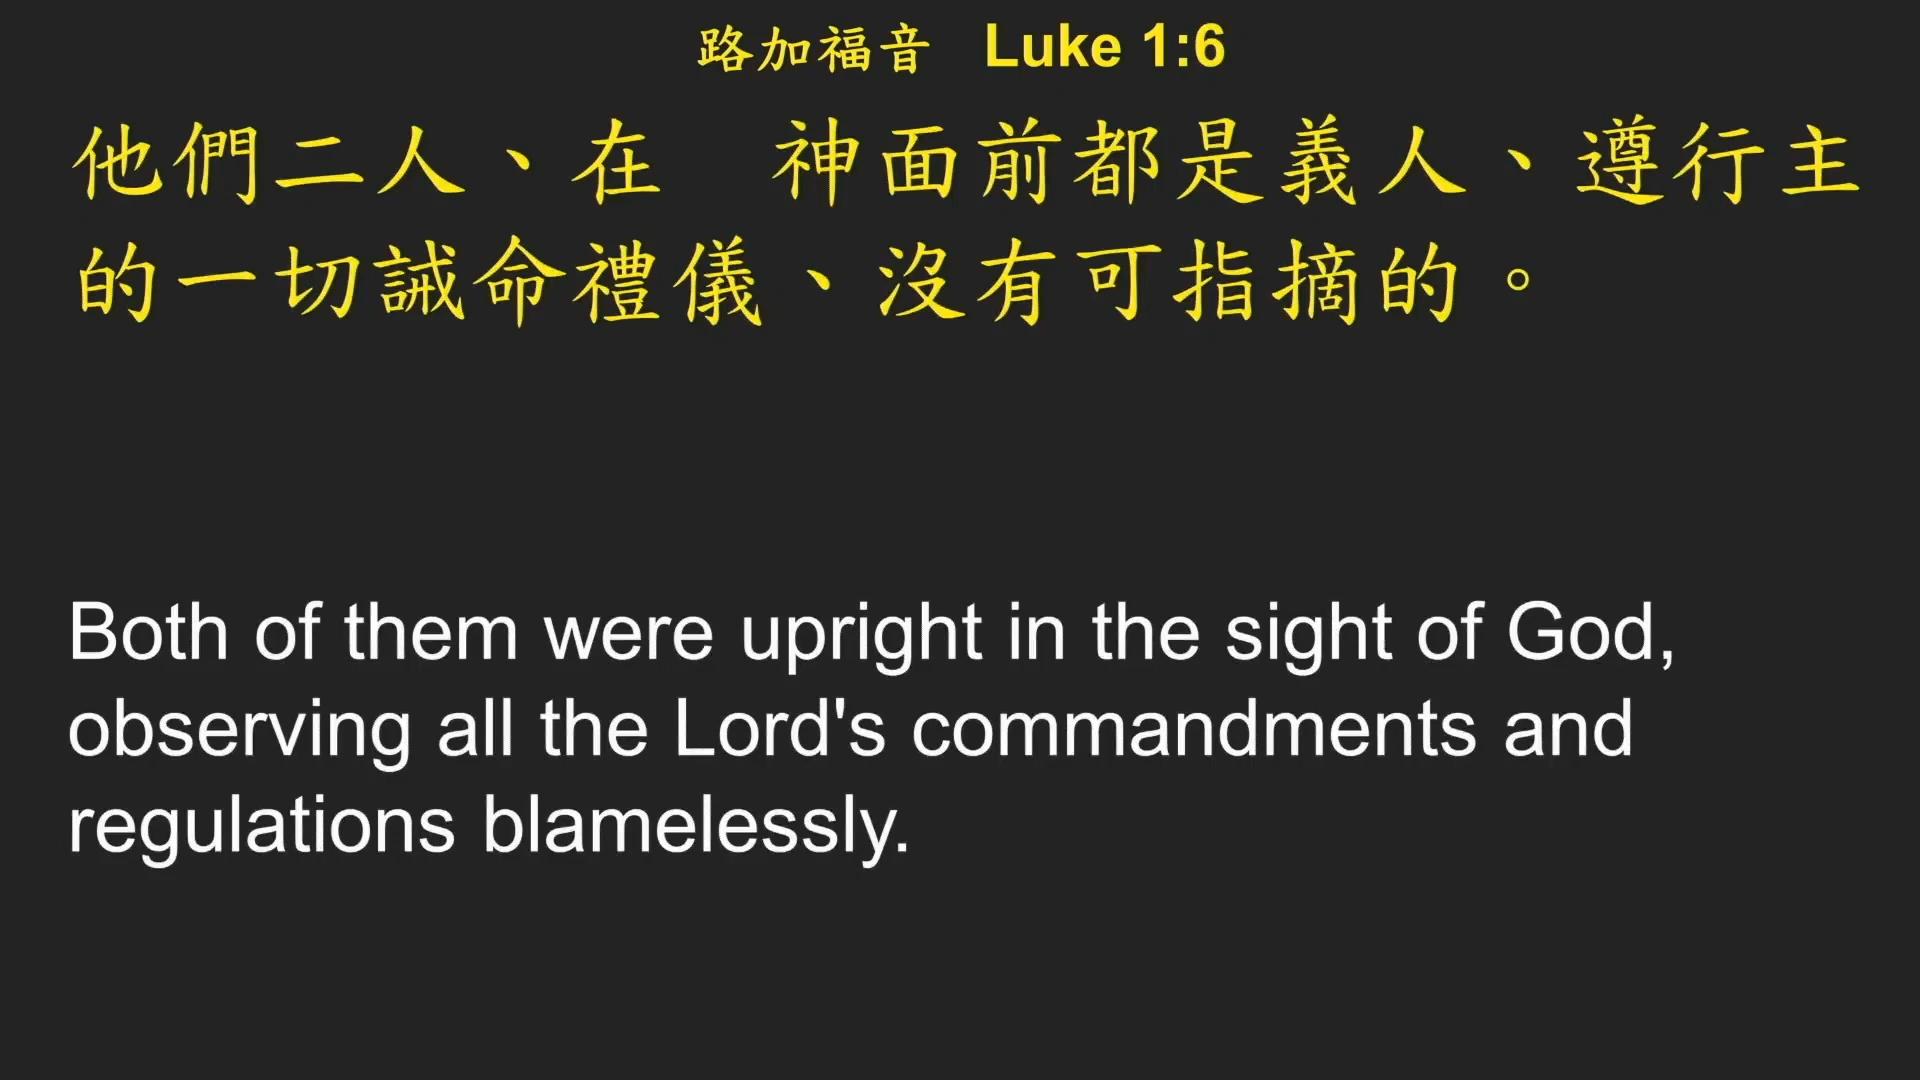 路加福音 Luke 1:6
他們二人、在　神面前都是義人、遵行主
的一切誡命禮儀、沒有可指摘的。
Both of them were upright in the sight of God,
observing all the Lord's commandments and
regulations blamelessly.